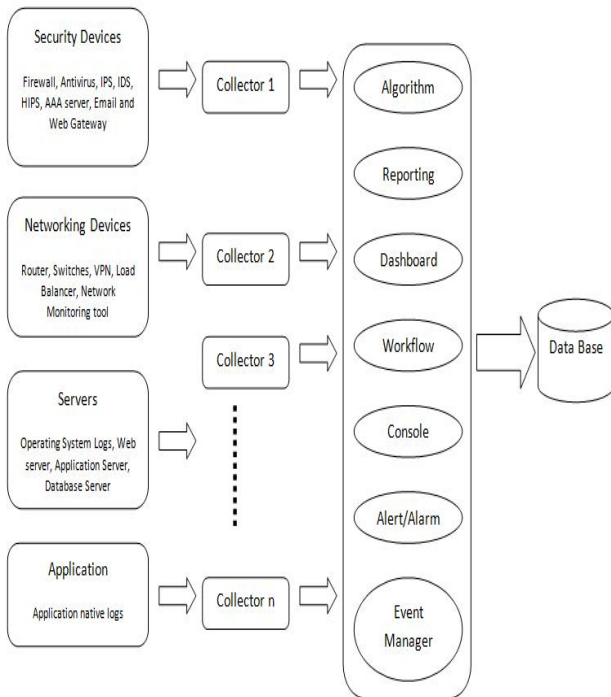 Security Devices
Firewall, Antivirus, IPS, IDS,
HIPS, AAA server, Email and
Web Gateway
Collector 1
Networking Devices
Router, Switches, VPN, Load
Balancer, Network
Monitoring tool
Collector 2
Collector 3
Servers
Operating System Logs, Web
server, Application Server,
Database Server
Application
Application native logs
Collector n
Algorithm
Reporting
Dashboard
Workflow
Console
Alert/Alarm
Event
Manager
Data Base